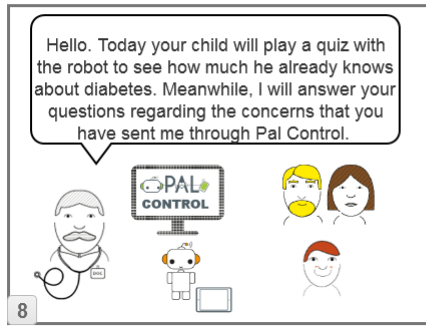 Hello. Today your child will play a quiz with
the robot to see how much he already knows
about diabetes. Meanwhile, I will answer your
questions regarding the concerns that you
have sent me through Pal Control.
PAL
CONTROL
DOC
8